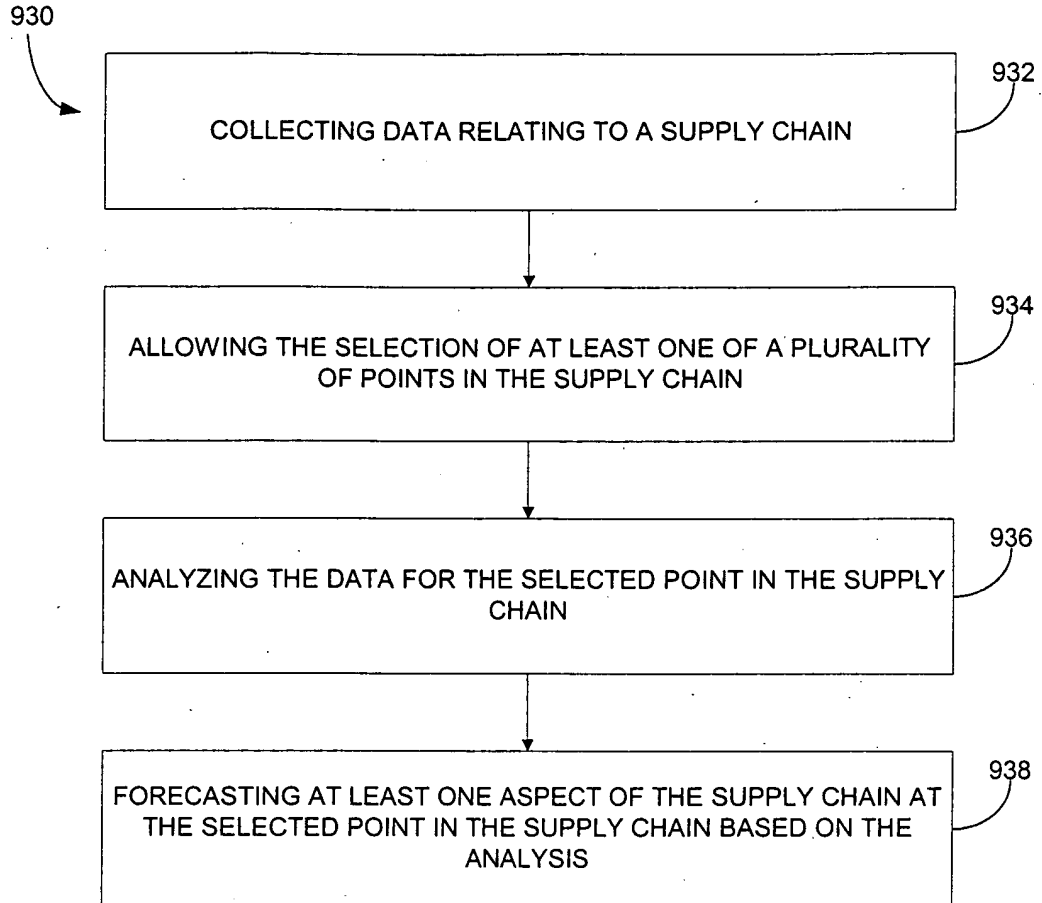 930
932
COLLECTING DATA RELATING TO A SUPPLY CHAIN
934
ALLOWING THE SELECTION OF AT LEAST ONE OF A PLURALITY
OF POINTS IN THE SUPPLY CHAIN
936
ANALYZING THE DATA FOR THE SELECTED POINT IN THE SUPPLY
CHAIN
938
FORECASTING AT LEAST ONE ASPECT OF THE SUPPLY CHAIN AT
THE SELECTED POINT IN THE SUPPLY CHAIN BASED ON THE
ANALYSIS